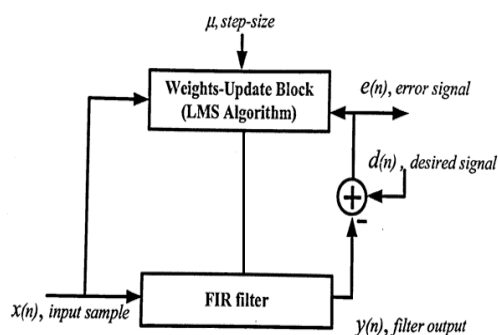 μ, step-size
Weights-Update Block
(LMS Algorithm)
e(n), error signal
d(n) , desired signal
+
-
x(n), input sample
FIR filter
y(n), filter output